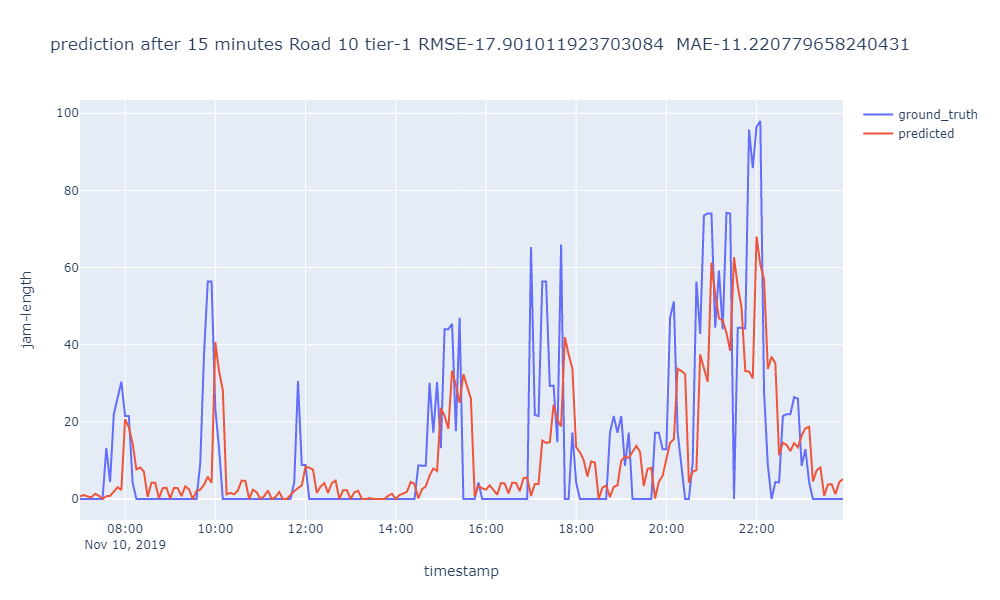 prediction after 15 minutes Road 10 tier-1 RMSE-17.901011923703084  MAE-11.220779658240431
ground_truth
predicted
100
80
60
40
20
0
jam-length
08:00 10:00 12:00 14:00 16:00 18:00 20:00 22:00
Nov 10, 2019
timestamp